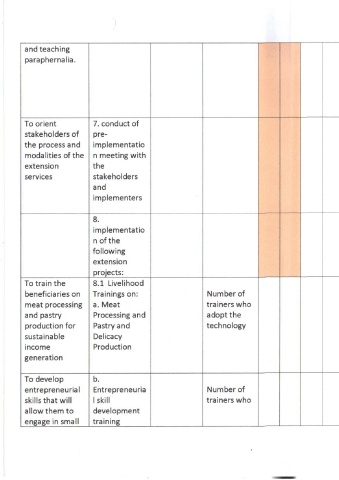 and teaching
paraphernalia.
To orient
stakeholders of
the process and
modalities of the
extension
services
7. conduct of
pre-
implementatio
n meeting with
the
stakeholders
and
implementers
8.
implementatio
n of the
following
extension
projects:
To train the
beneficiaries on
meat processing
and pastry
production for
sustainable
income
generation
8.1 Livelihood
Trainings on:
a. Meat
Processing and
Pastry and
Delicacy
Production
Number of
trainers who
adopt the
technology
To develop
entrepreneurial
skills that will
allow them to
engage in small
b.
Entrepreneuria
l skill
development
training
Number of
trainers who